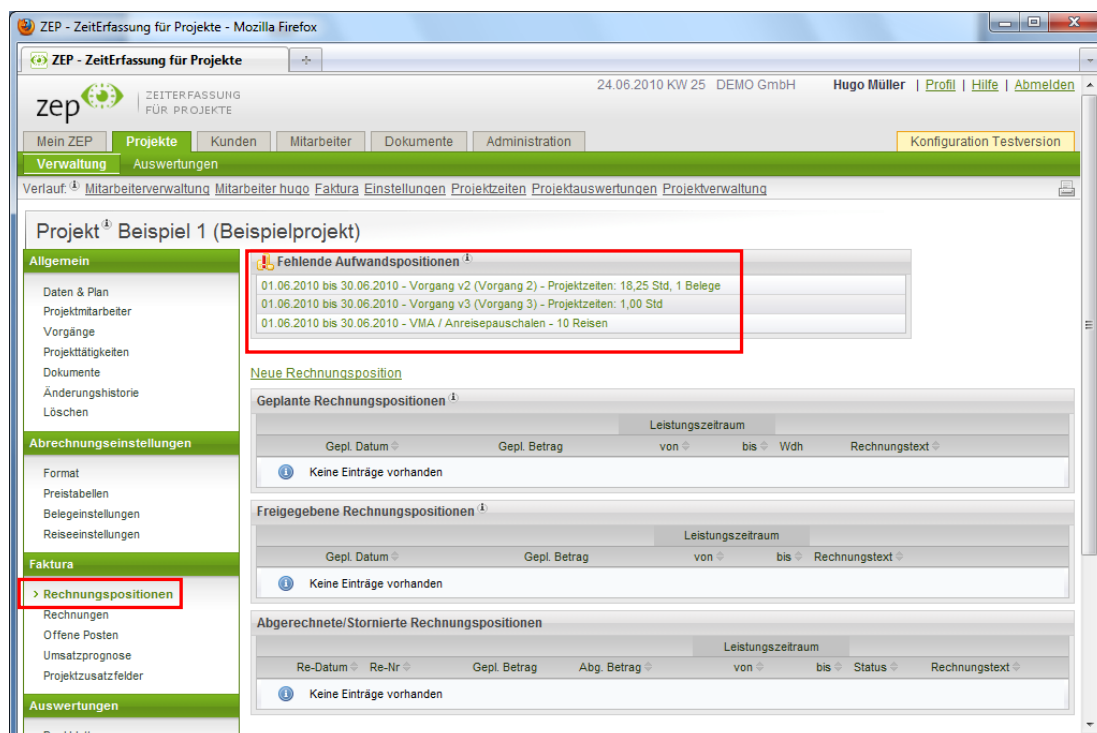 ZEP - ZeitErfassung für Projekte - Mozilla Firefox
ZEP - ZeitErfassung für Projekte
zep ZEITERFASSUNG FÜR PROJEKTE
24.06.2010 KW 25 DEMO GmbH Hugo Müller | Profil | Hilfe | Abmelden
Mein ZEP Projekte Kunden Mitarbeiter Dokumente Administration Konfiguration Testversion
Verwaltung Auswertungen
Verlauf: Mitarbeiterverwaltung Mitarbeiter hugo Faktura Einstellungen Projektzeiten Projektauswertungen Projektverwaltung
Projekt Beispiel 1 (Beispielprojekt)
Allgemein
Daten & Plan
Projektmitarbeiter
Vorgänge
Projekttätigkeiten
Dokumente
Änderungshistorie
Löschen
Abrechnungseinstellungen
Format
Preistabellen
Belegeinstellungen
Reiseeinstellungen
Faktura
> Rechnungspositionen
Rechnungen
Offene Posten
Umsatzprognose
Projektzusatzfelder
Auswertungen
Fehlende Aufwandspositionen
01.06.2010 bis 30.06.2010 - Vorgang v2 (Vorgang 2) - Projektzeiten: 18,25 Std, 1 Belege
01.06.2010 bis 30.06.2010 - Vorgang v3 (Vorgang 3) - Projektzeiten: 1,00 Std
01.06.2010 bis 30.06.2010 - VMA / Anreisepauschalen - 10 Reisen
Neue Rechnungsposition
Geplante Rechnungspositionen
Leistungszeitraum
Gepl. Datum Gepl. Betrag von bis Wdh Rechnungstext
Keine Einträge vorhanden
Freigegebene Rechnungspositionen
Leistungszeitraum
Gepl. Datum Gepl. Betrag von bis Rechnungstext
Keine Einträge vorhanden
Abgerechnete/Stornierte Rechnungspositionen
Leistungszeitraum
Re-Datum Re-Nr Gepl. Betrag Abg. Betrag von bis Status Rechnungstext
Keine Einträge vorhanden